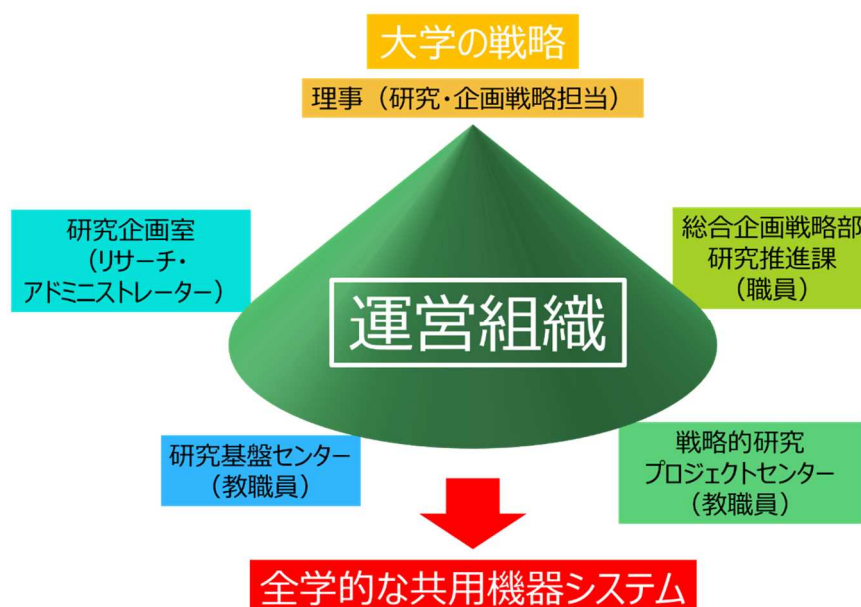 大学の戦略
理事（研究・企画戦略担当）
研究企画室
（リサーチ・
アドミニストレーター）
総合企画戦略部
研究推進課
（職員）
運営組織
研究基盤センター
（教職員）
戦略的研究
プロジェクトセンター
（教職員）
全学的な共用機器システム